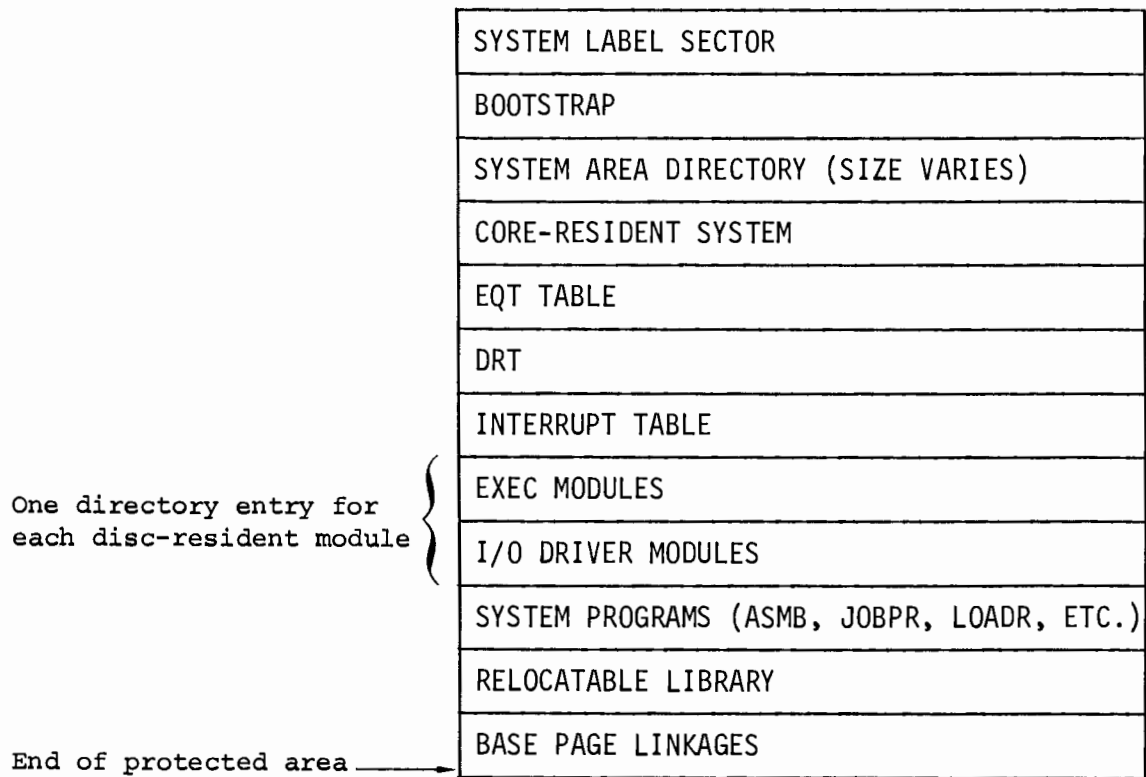 SYSTEM LABEL SECTOR
BOOTSTRAP
SYSTEM AREA DIRECTORY (SIZE VARIES)
CORE-RESIDENT SYSTEM
EQT TABLE
DRT
INTERRUPT TABLE
One directory entry for
each disc-resident module
EXEC MODULES
I/O DRIVER MODULES
SYSTEM PROGRAMS (ASMB, JOBPR, LOADR, ETC.)
RELOCATABLE LIBRARY
BASE PAGE LINKAGES
End of protected area